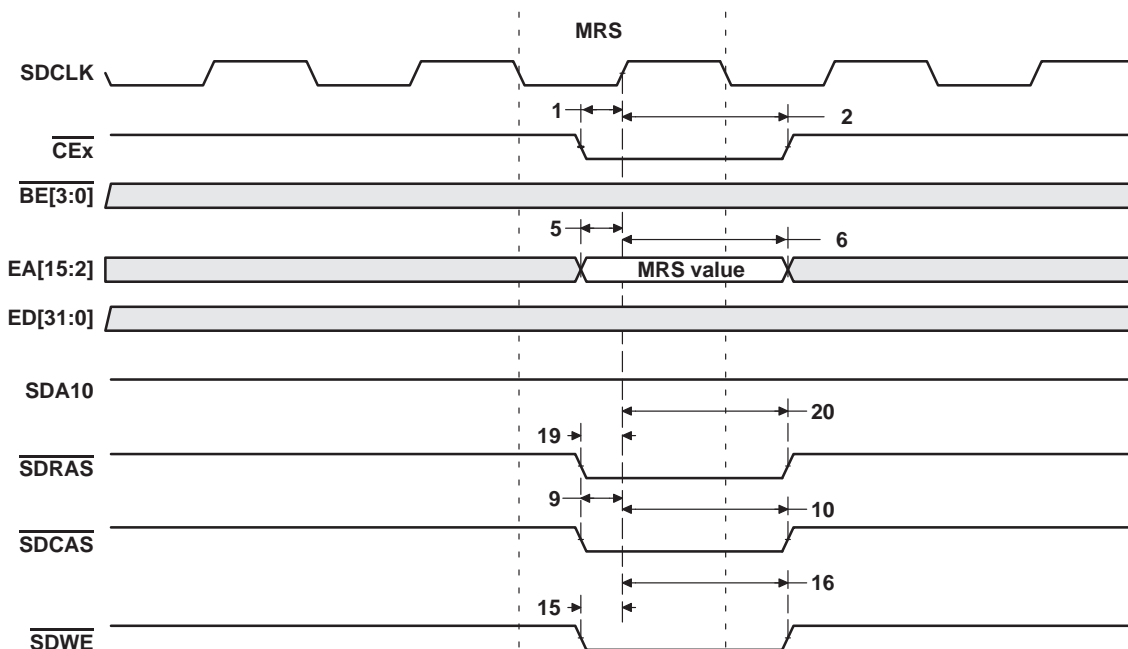 MRS
SDCLK
1
2
CEx
BE[3:0]
5
6
EA[15:2]
MRS value
ED[31:0]
SDA10
20
19
SDRAS
9
10
SDCAS
16
15
SDWE